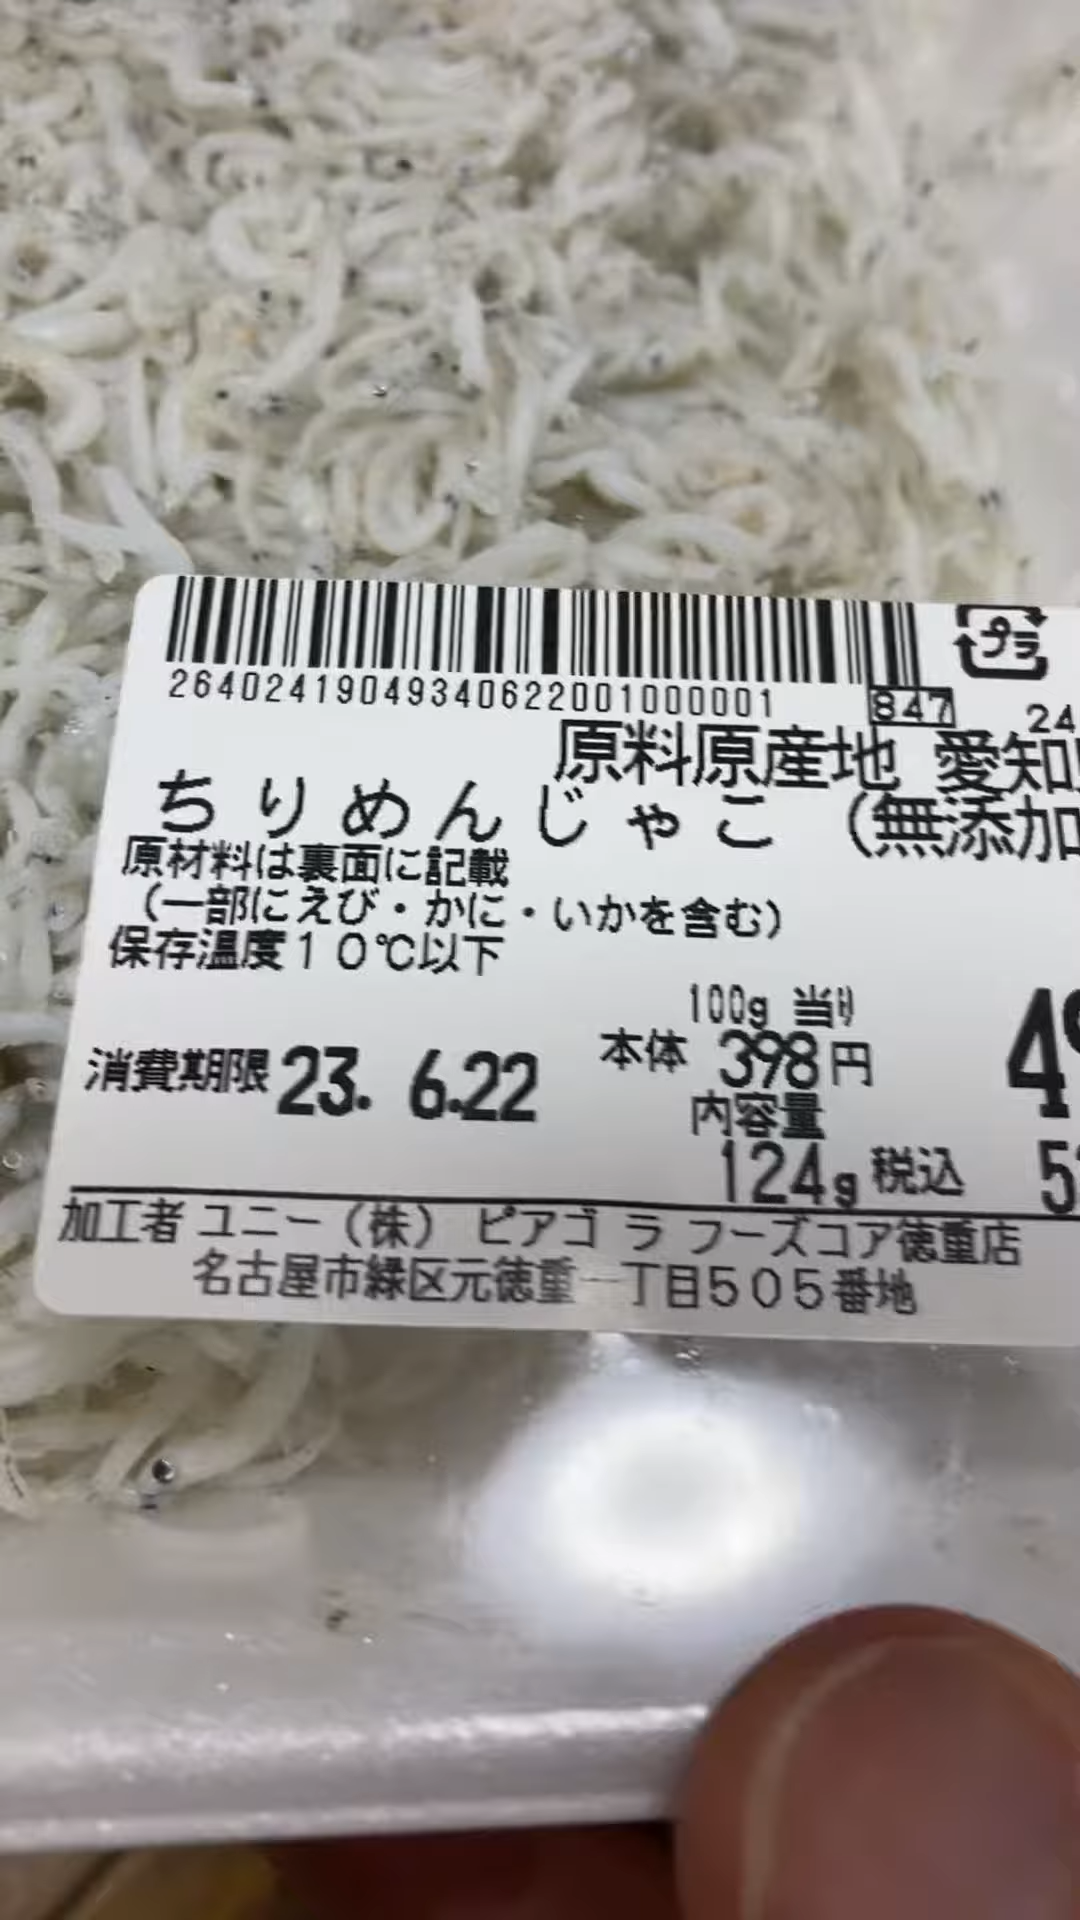 プラ
264024190493406220010000001
847 24
原料原産地 愛知
ちりめんじゃこ (無添加
原材料は裏面に記載
(一部にえび・かに・いかを含む)
保存温度10℃以下
100g 当り
本体 398円 4
内容量
消費期限 23. 6.22
124g 税込 5
加工者 ユニー(株) ピアゴ ラ フーズコア徳重店
名古屋市緑区元徳重一丁目505番地